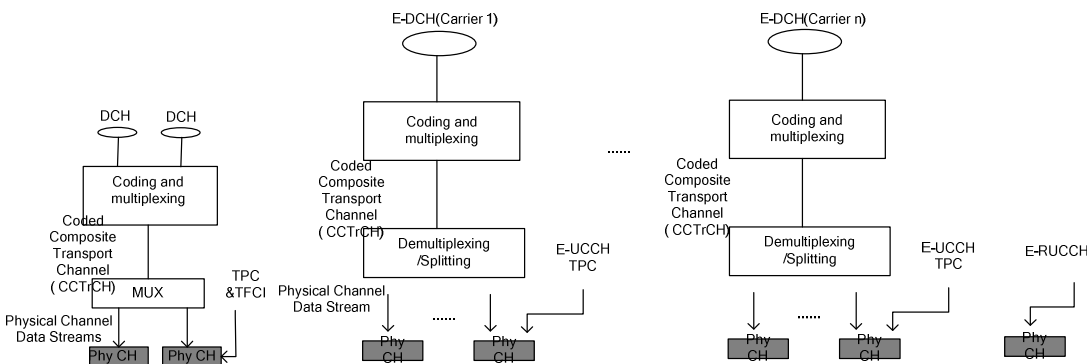 E-DCH(Carrier 1)
E-DCH(Carrier n)
DCH
DCH
Coding and
multiplexing
Coded
Composite
Transport
Channel
( CCTrCH)
MUX
TPC
&TFCI
Physical Channel
Data Streams
Phy CH
Phy CH
Coding and
multiplexing
Coded
Composite
Transport
Channel
( CCTrCH)
Demultiplexing
/Splitting
E-UCCH
TPC
Physical Channel
Data Stream
......
Phy
CH
Phy
CH
......
Coding and
multiplexing
Coded
Composite
Transport
Channel
( CCTrCH)
Demultiplexing
/Splitting
E-UCCH
TPC
......
Phy
CH
Phy
CH
E-RUCCH
Phy
CH